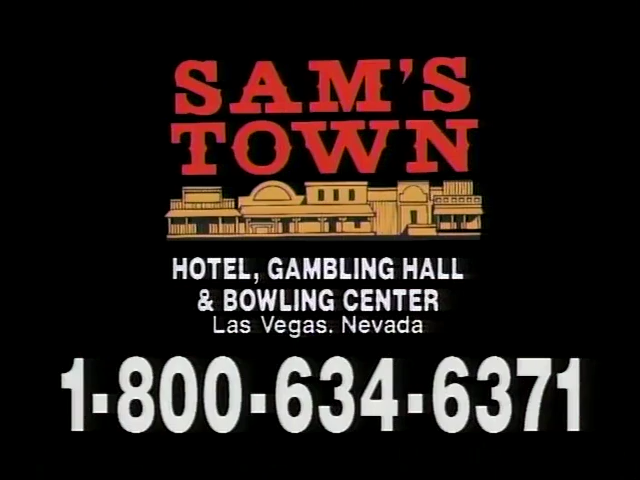 SAM'S
TOWN
HOTEL, GAMBLING HALL
& BOWLING CENTER
Las Vegas. Nevada
1-800-634-6371